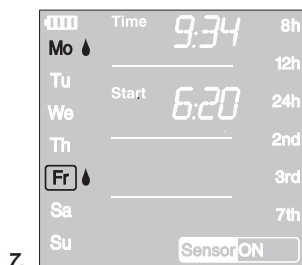 Time 9:34 8h
Mo
12h
Tu
Start 6:20 24h
We
2nd
Th
Fr 3rd
Sa 7th
Su Sensor ON
7.